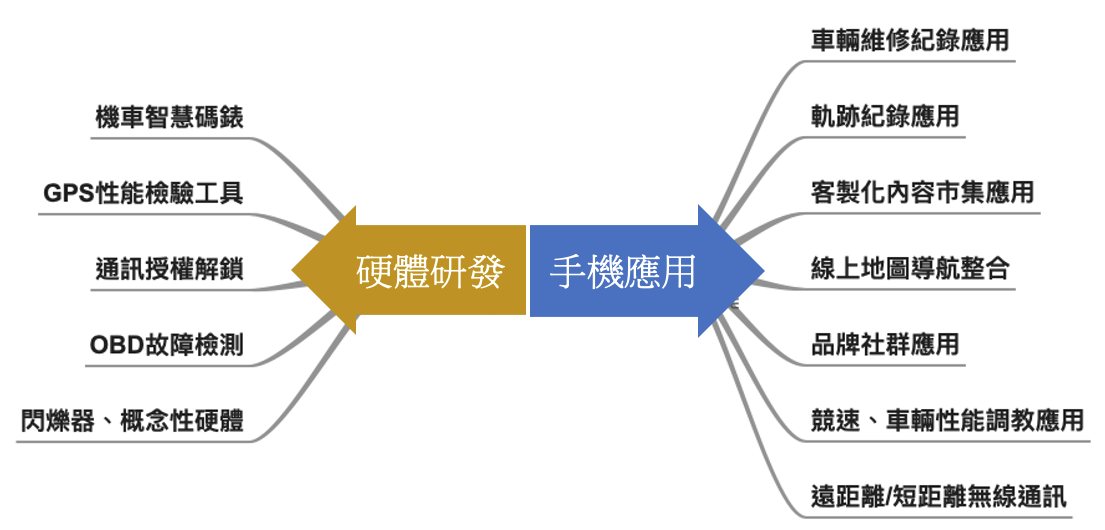 機車智慧碼錶
GPS性能檢驗工具
通訊授權解鎖
OBD故障檢測
閃爍器、概念性硬體
硬體研發
手機應用
車輛維修紀錄應用
軌跡紀錄應用
客製化內容市集應用
線上地圖導航整合
品牌社群應用
競速、車輛性能調教應用
遠距離/短距離無線通訊